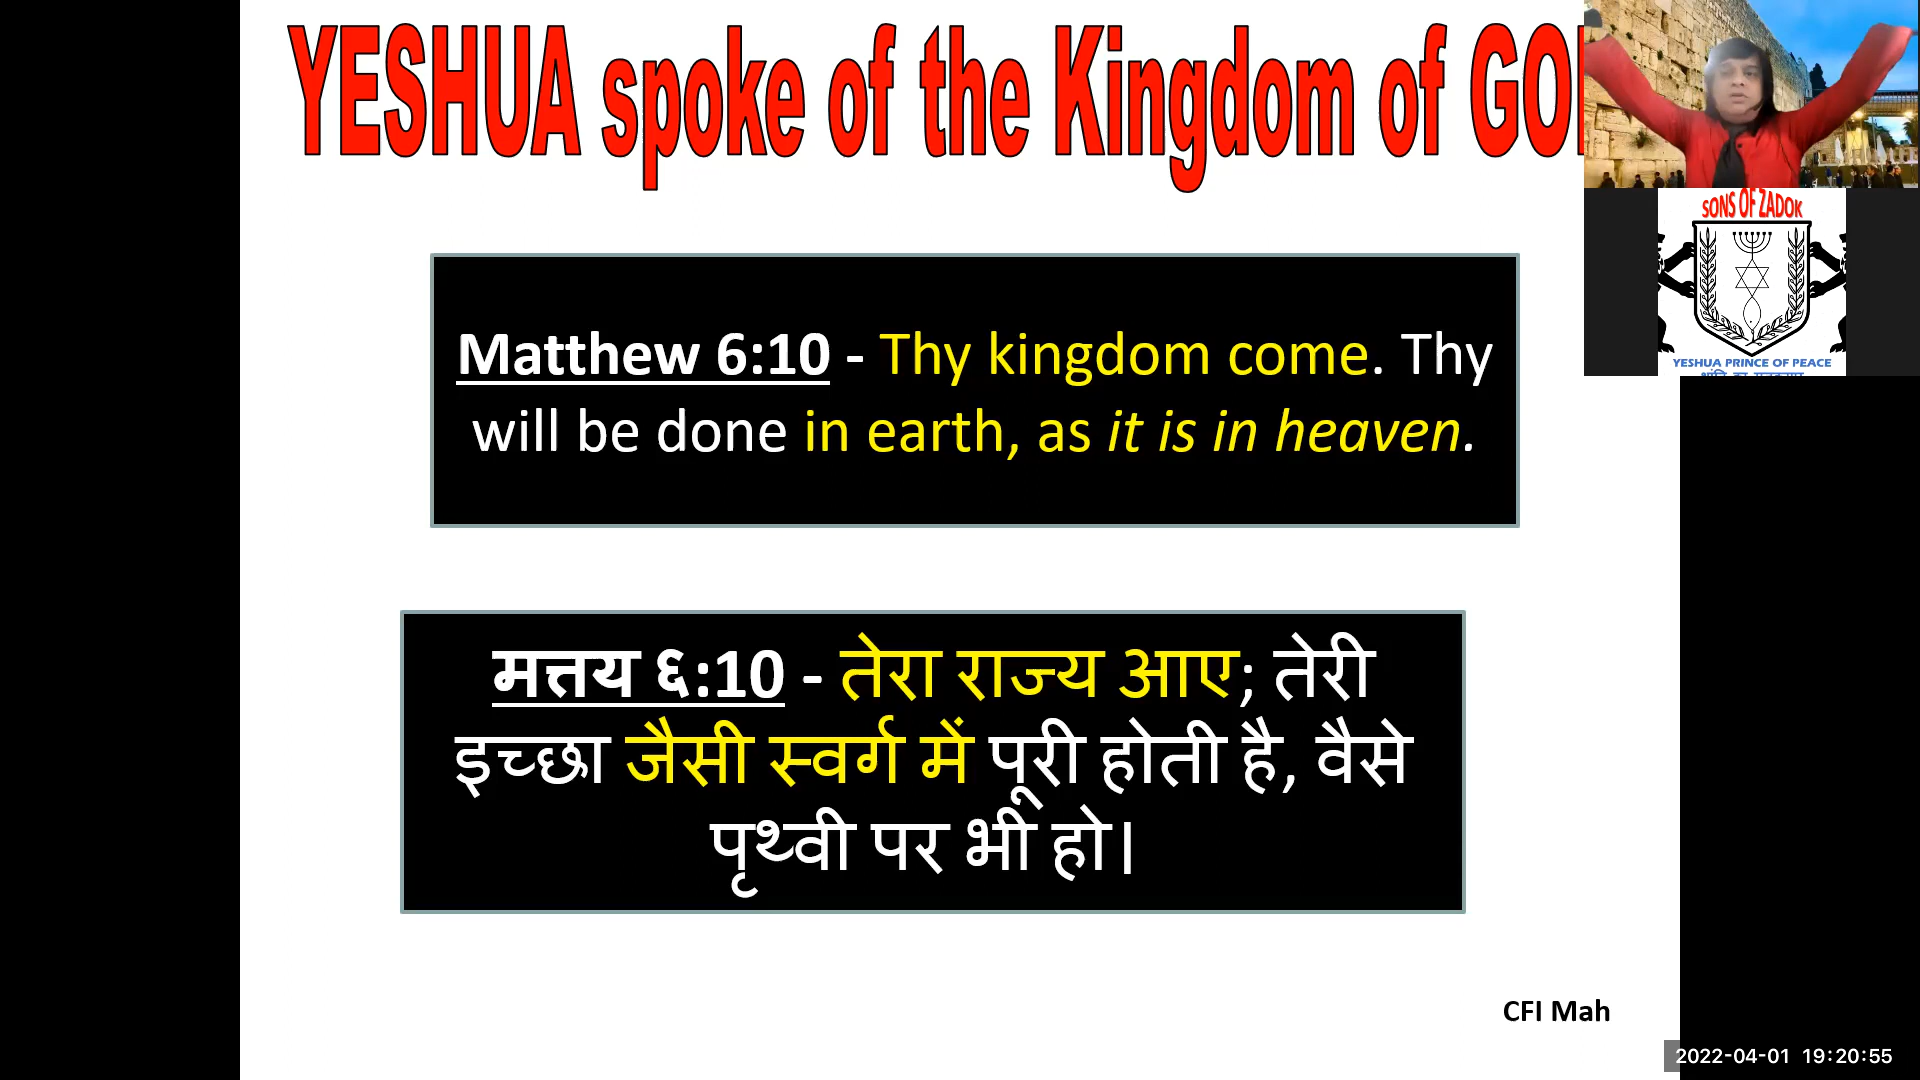 YESHUA spoke of the Kingdom of
SONS OF ZADOK
YESHUA PRINCE OF PEACE
Matthew 6:10 - Thy kingdom come. Thy
will be done in earth, as it is in heaven.
मत्तय ६:10 - तेरा राज्य आए; तेरी
इच्छा जैसी स्वर्ग में पूरी होती है, वैसे
पृथ्वी पर भी हो।
CFI Mah
2022-04-01 19:20:55